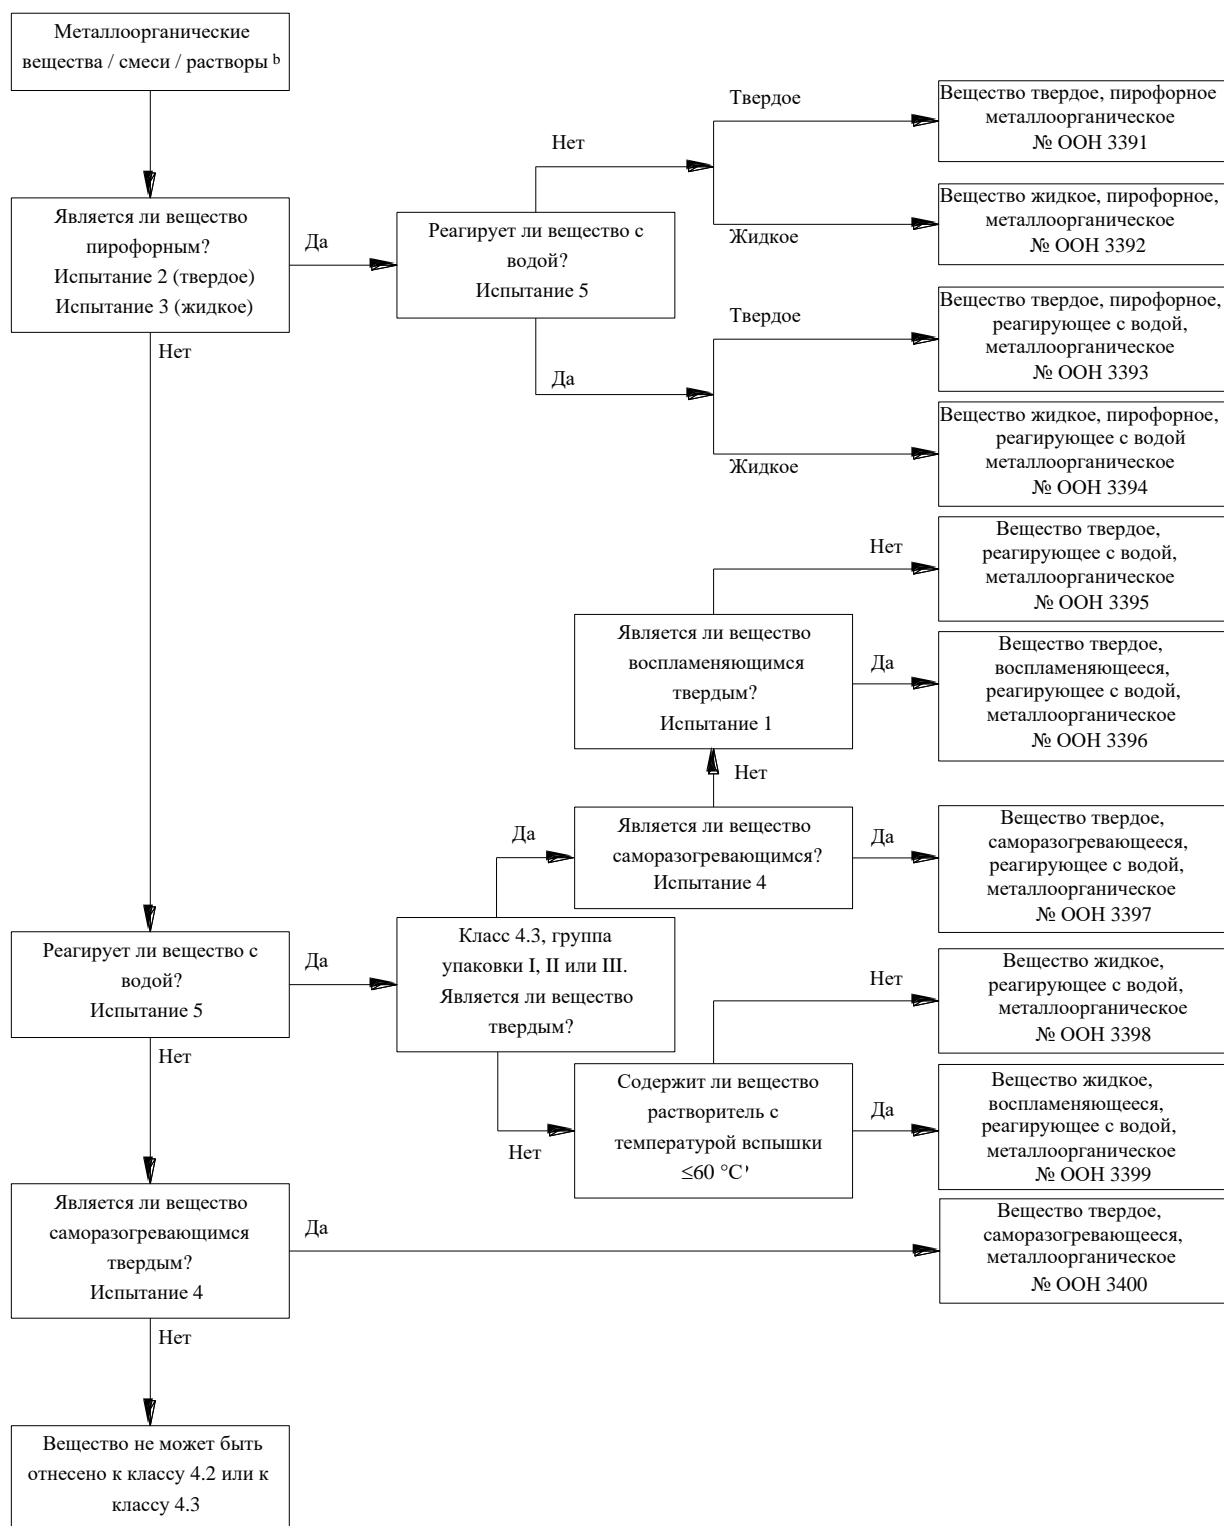 Металлоорганические
вещества / смеси / растворы b
Твердое
Вещество твердое, пирофорное
металлоорганическое
№ ООН 3391
Нет
Является ли вещество
пирофорным?
Испытание 2 (твердое)
Испытание 3 (жидкое)
Да
Реагирует ли вещество с
водой?
Испытание 5
Жидкое
Вещество жидкое, пирофорное,
металлоорганическое
№ ООН 3392
Твердое
Вещество твердое, пирофорное,
реагирующее с водой,
металлоорганическое
№ ООН 3393
Нет
Да
Жидкое
Вещество жидкое, пирофорное,
реагирующее с водой
металлоорганическое
№ ООН 3394
Нет
Вещество твердое,
реагирующее с водой,
металлоорганическое
№ ООН 3395
Является ли вещество
воспламеняющимся
твердым?
Испытание 1
Да
Вещество твердое,
воспламеняющееся,
реагирующее с водой,
металлоорганическое
№ ООН 3396
Нет
Да
Является ли вещество
саморазогревающимся?
Испытание 4
Да
Вещество твердое,
саморазогревающееся,
реагирующее с водой,
металлоорганическое
№ ООН 3397
Реагирует ли вещество с
водой?
Испытание 5
Да
Класс 4.3, группа
упаковки I, II или III.
Является ли вещество
твердым?
Нет
Вещество жидкое,
реагирующее с водой,
металлоорганическое
№ ООН 3398
Нет
Нет
Содержит ли вещество
растворитель с
температурой вспышки
≤60 °C
Да
Вещество жидкое,
воспламеняющееся,
реагирующее с водой,
металлоорганическое
№ ООН 3399
Является ли вещество
саморазогревающимся
твердым?
Испытание 4
Да
Вещество твердое,
саморазогревающееся,
металлоорганическое
№ ООН 3400
Нет
Вещество не может быть
отнесено к классу 4.2 или к
классу 4.3